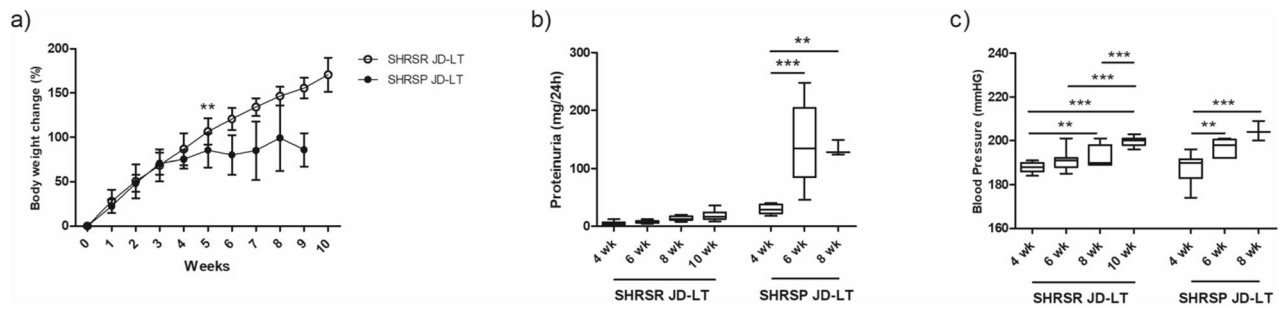 a)
Body weight change (%)
200
150
100
50
0
**
SHRSR JD-LT
SHRSP JD-LT
0 1 2 3 4 5 6 7 8 9 10
Weeks
b)
Proteinuria (mg/24h)
300
200
100
0
**
***
4 wk 6 wk 8 wk 10 wk 4 wk 6 wk 8 wk
SHRSR JD-LT SHRSP JD-LT
c)
Blood Pressure (mmHG)
240
220
200
180
160
***
***
*** ***
** **
4 wk 6 wk 8 wk 10 wk 4 wk 6 wk 8 wk
SHRSR JD-LT SHRSP JD-LT